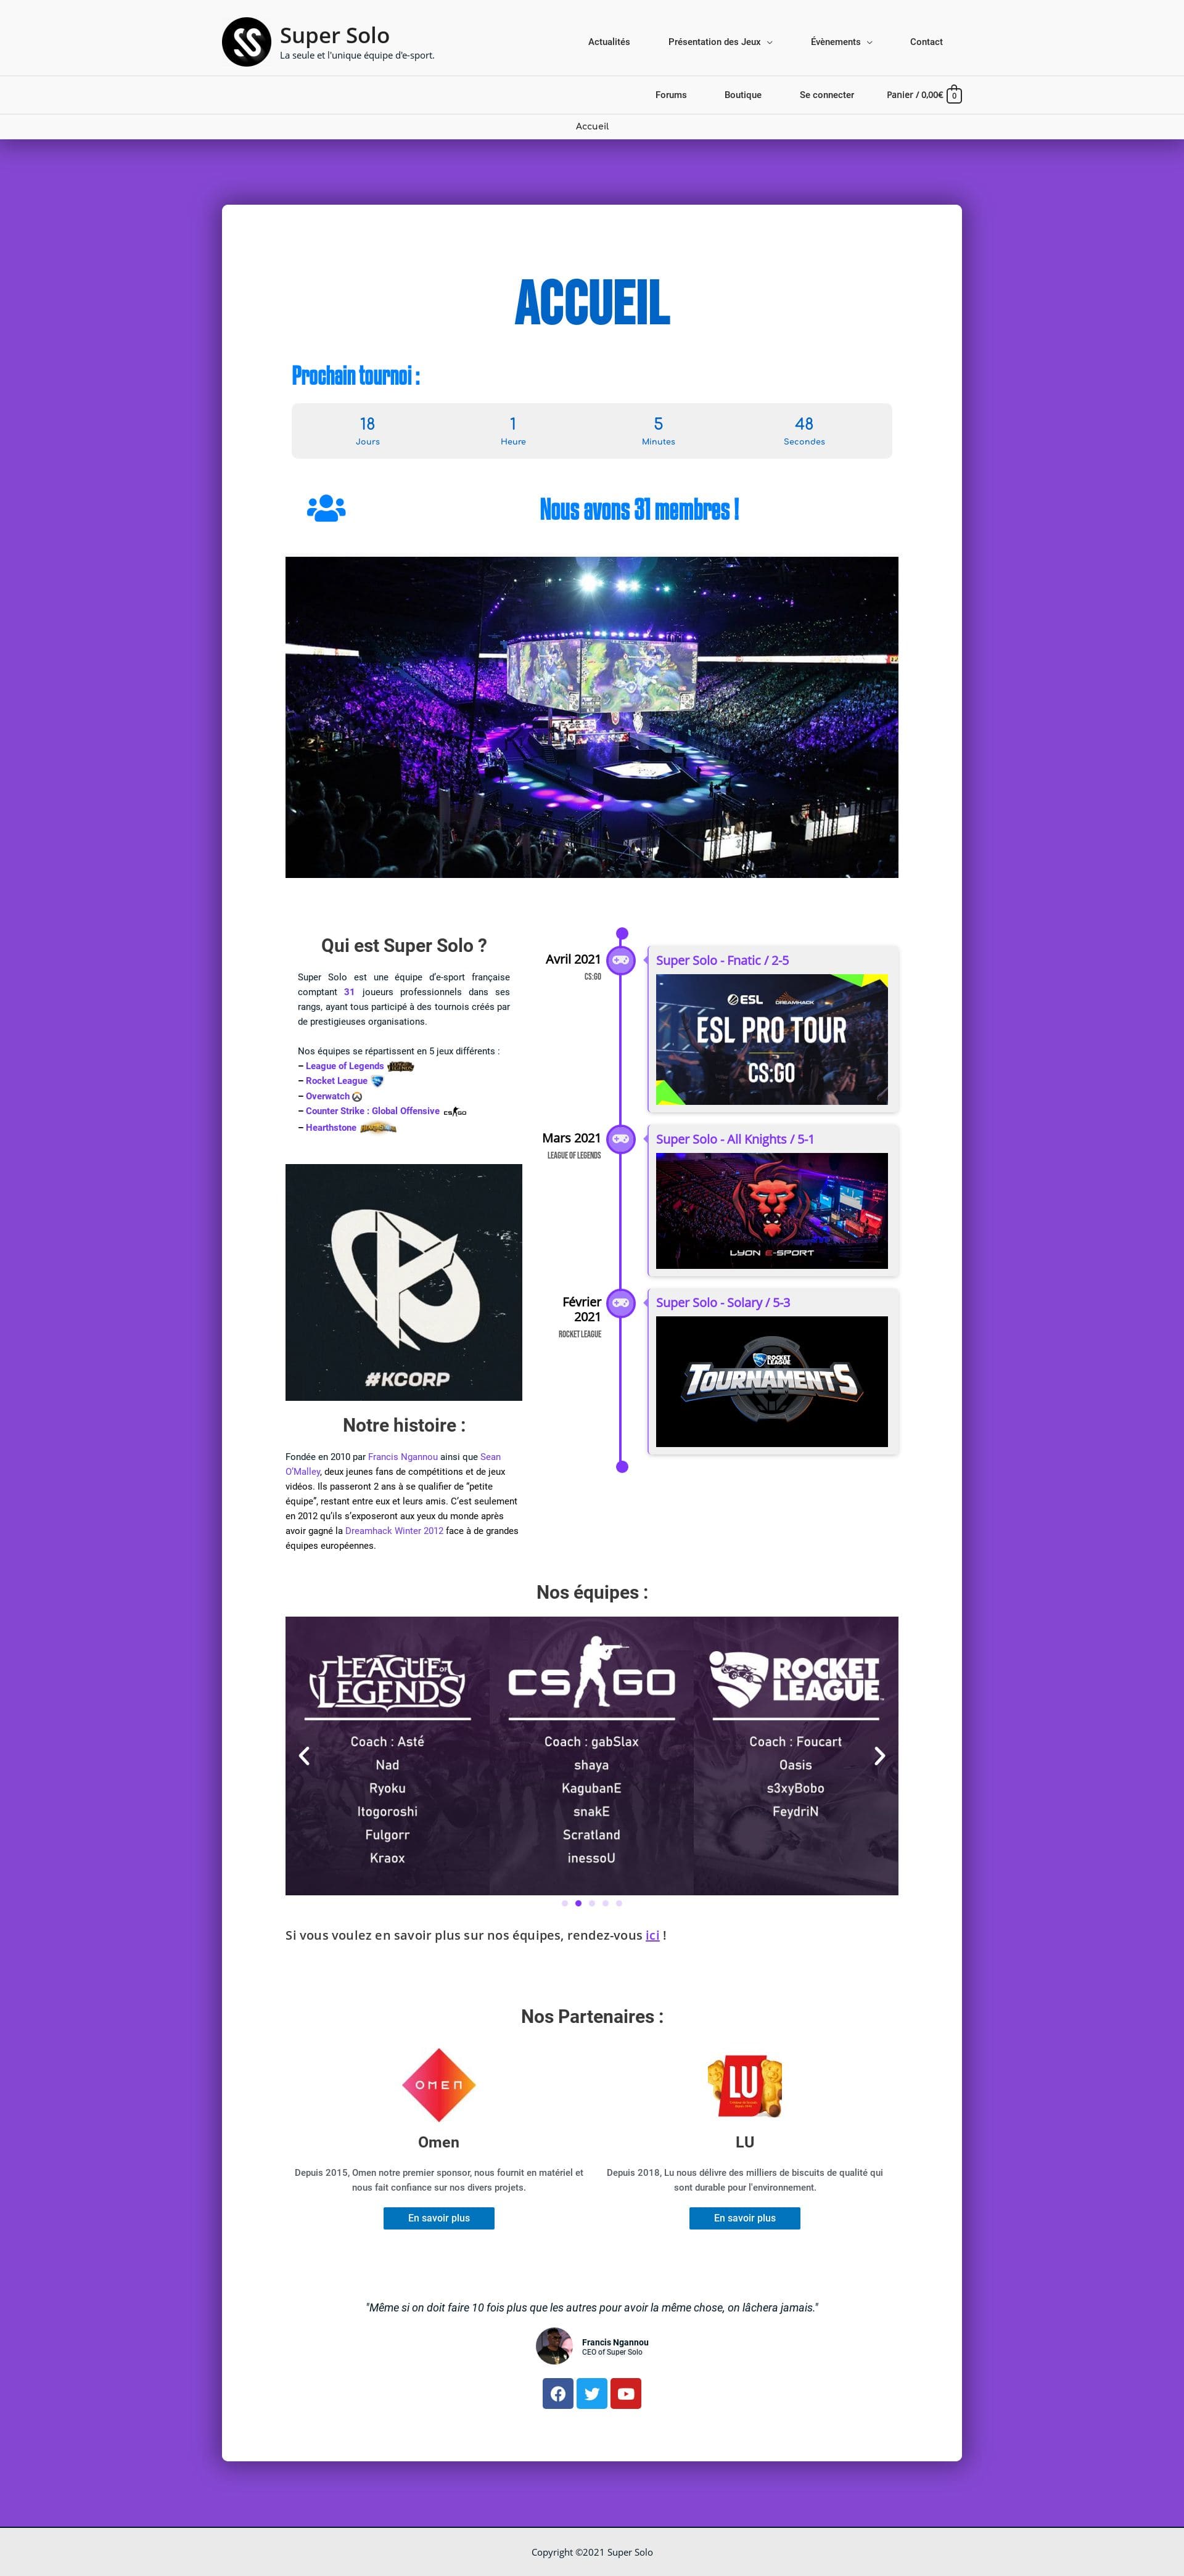 Super Solo
La seule et l'unique équipe d'e-sport.
Actualités
Présentation des Jeux
Évènements
Contact
Forums
Boutique
Se connecter
Panier / 0,00€ 0
Accueil
ACCUEIL
Prochain tournoi :
18
1
5
48
Jours
Heure
Minutes
Secondes
Nous avons 31 membres !
Qui est Super Solo ?
Super Solo est une équipe d'e-sport française
comptant 31 joueurs professionnels dans ses
rangs, ayant tous participé à des tournois créés par
de prestigieuses organisations.
Nos équipes se répartissent en 5 jeux différents :
– League of Legends
– Rocket League
– Overwatch
– Counter Strike : Global Offensive CS GO
– Hearthstone
#KCORP
Notre histoire :
Fondée en 2010 par Francis Ngannou ainsi que Sean
O'Malley, deux jeunes fans de compétitions et de jeux
vidéos. Ils passeront 2 ans à se qualifier de “petite
équipe”, restant entre eux et leurs amis. C'est seulement
en 2012 qu'ils s'exposeront aux yeux du monde après
avoir gagné la Dreamhack Winter 2012 face à de grandes
équipes européennes.
Avril 2021
CS:GO
Super Solo - Fnatic / 2-5
ESL DREAMHACK
ESL PRO TOUR
CS:GO
Mars 2021
LEAGUE OF LEGENDS
Super Solo - All Knights / 5-1
LYON E-SPORT
Février
2021
ROCKET LEAGUE
Super Solo - Solary / 5-3
ROCKET LEAGUE
TOURNAMENTS
Nos équipes :
LEAGUE OF LEGENDS
Coach : Asté
Nad
Ryoku
Itogoroshi
Fulgorr
Kraox
CS GO
Coach : gabSlax
shaya
KagubanE
snakE
Scratland
inessoU
ROCKET LEAGUE
Coach : Foucart
Oasis
s3xyBobo
FeydriN
Si vous voulez en savoir plus sur nos équipes, rendez-vous ici !
Nos Partenaires :
OMEN
Omen
Depuis 2015, Omen notre premier sponsor, nous fournit en matériel et
nous fait confiance sur nos divers projets.
En savoir plus
LU
LU
Depuis 2018, Lu nous délivre des milliers de biscuits de qualité qui
sont durable pour l'environnement.
En savoir plus
"Même si on doit faire 10 fois plus que les autres pour avoir la même chose, on lâchera jamais."
Francis Ngannou
CEO of Super Solo
Copyright ©2021 Super Solo